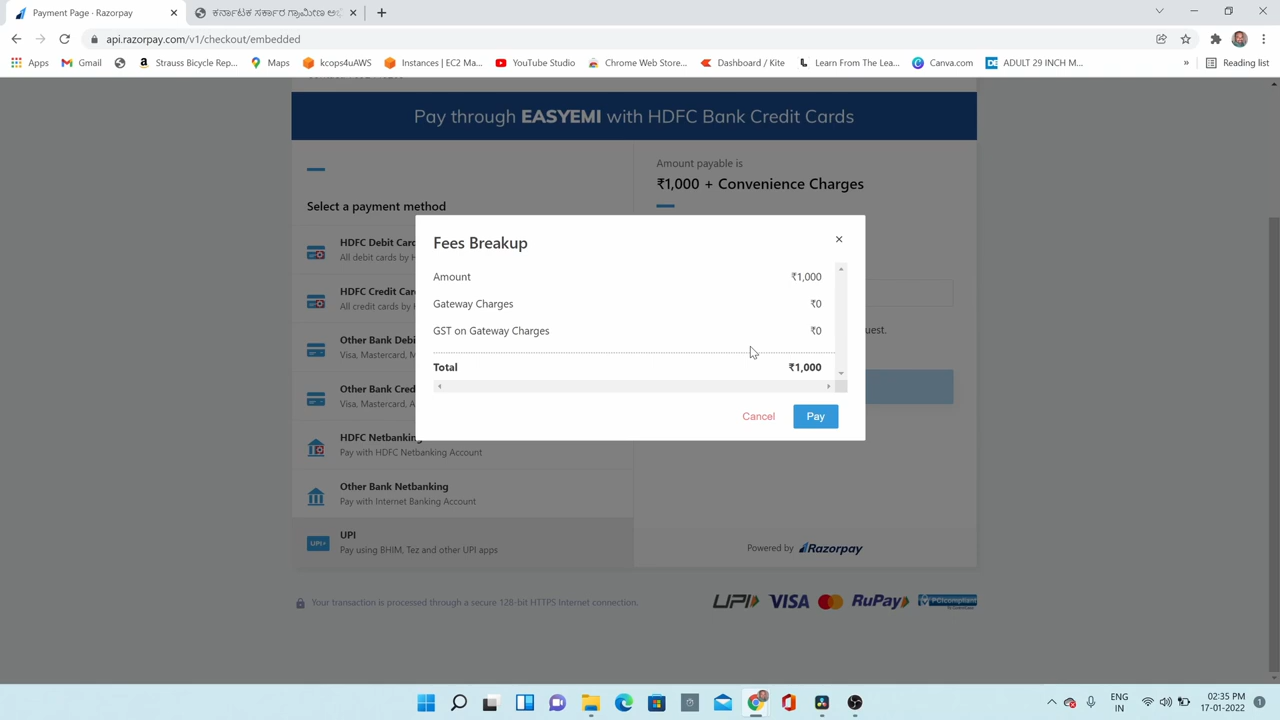 Payment Page - Razorpay
ಕರ್ನಾಟಕ ಸರ್ಕಾರ ಗ್ರಾಮೀಣ
api.razorpay.com/v1/checkout/embedded
Apps
Gmail
Strauss Bicycle Rep...
Maps
kcops4uAWS
Instances | EC2 Ma...
YouTube Studio
Chrome Web Store...
Dashboard / Kite
Learn From The Lea...
Canva.com
ADULT 29 INCH M...
»
Reading list
Pay through EASYEMI with HDFC Bank Credit Cards
Amount payable is
₹1,000 + Convenience Charges
Select a payment method
HDFC Debit Card
All debit cards by H
HDFC Credit Car
All credit cards by
Other Bank Debi
Visa, Mastercard, M
Other Bank Cred
Visa, Mastercard, A
HDFC Netbanking
Pay with HDFC Netbanking Account
Other Bank Netbanking
Pay with Internet Banking Account
UPI
UPI
Pay using BHIM, Tez and other UPI apps
Fees Breakup
Amount ₹1,000
Gateway Charges ₹0
GST on Gateway Charges ₹0
Total ₹1,000
Cancel
Pay
uest.
Powered by Razorpay
Your transaction is processed through a secure 128-bit HTTPS Internet connection.
UPI VISA RuPay PCI compliant
ENG
IN
02:35 PM
17-01-2022
1